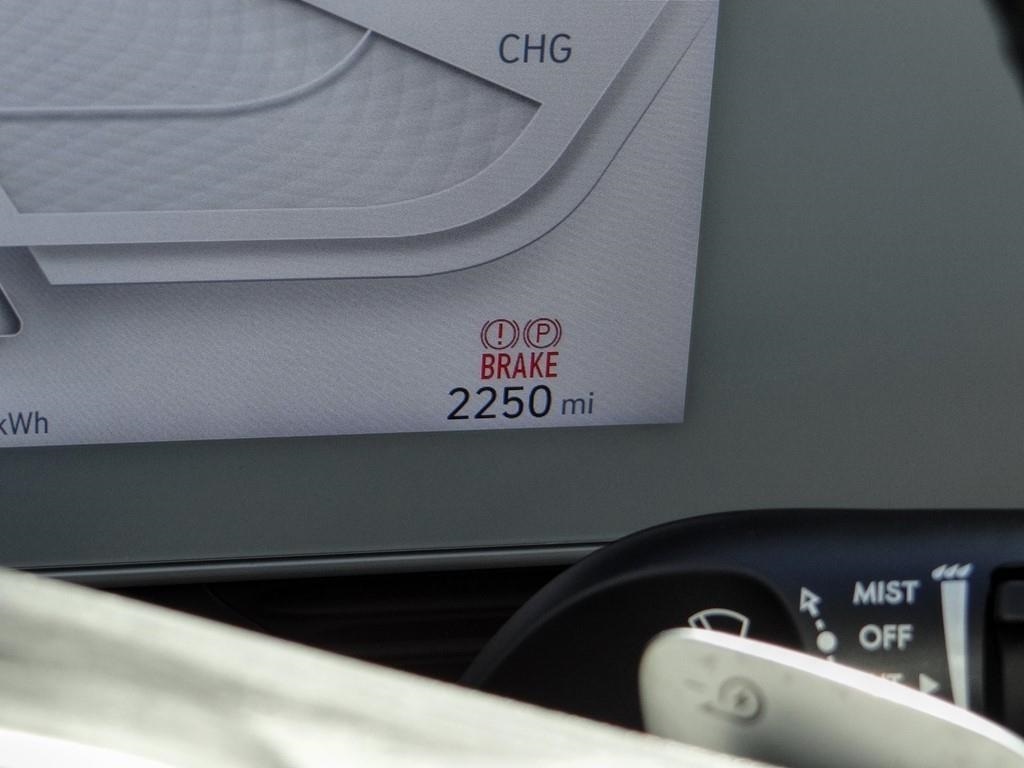 CHG
(!) (P)
BRAKE
2250 mi
kWh
MIST
OFF